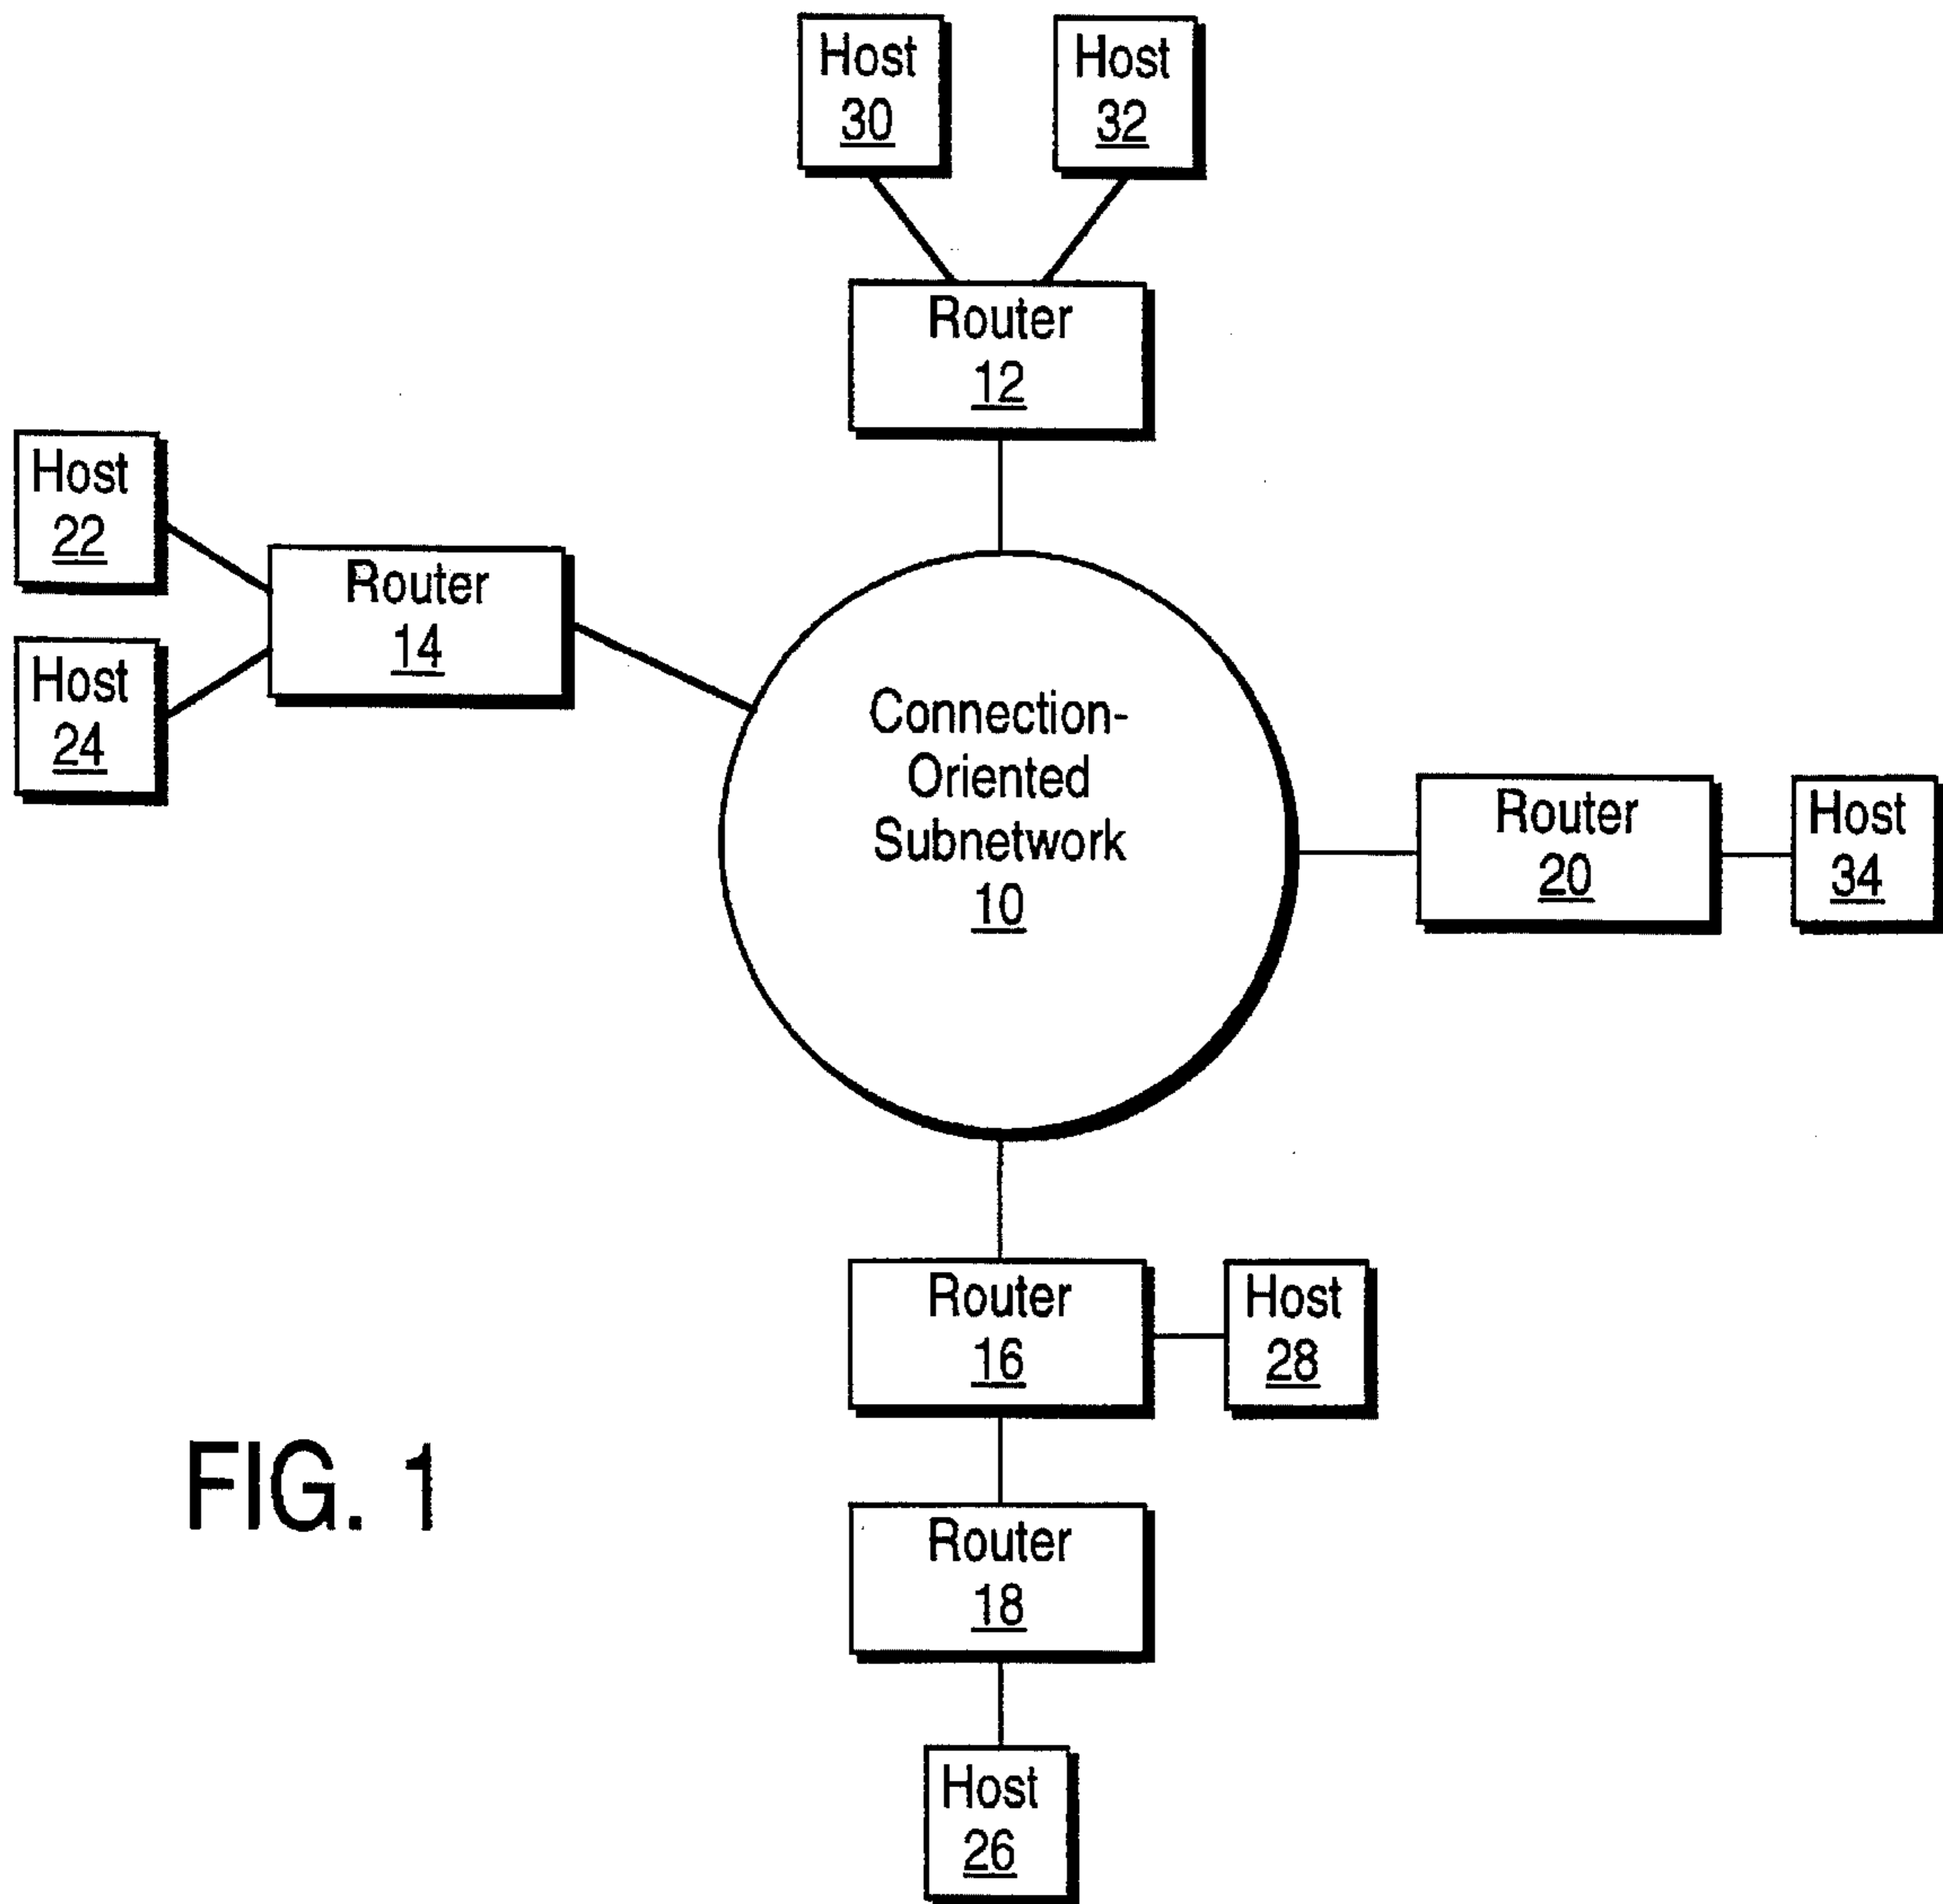 Host
30
Host
32
Router
12
Host
22
Router
14
Host
24
Connection-
Oriented
Subnetwork
10
Router
20
Host
34
Router
16
Host
28
FIG. 1
Router
18
Host
26